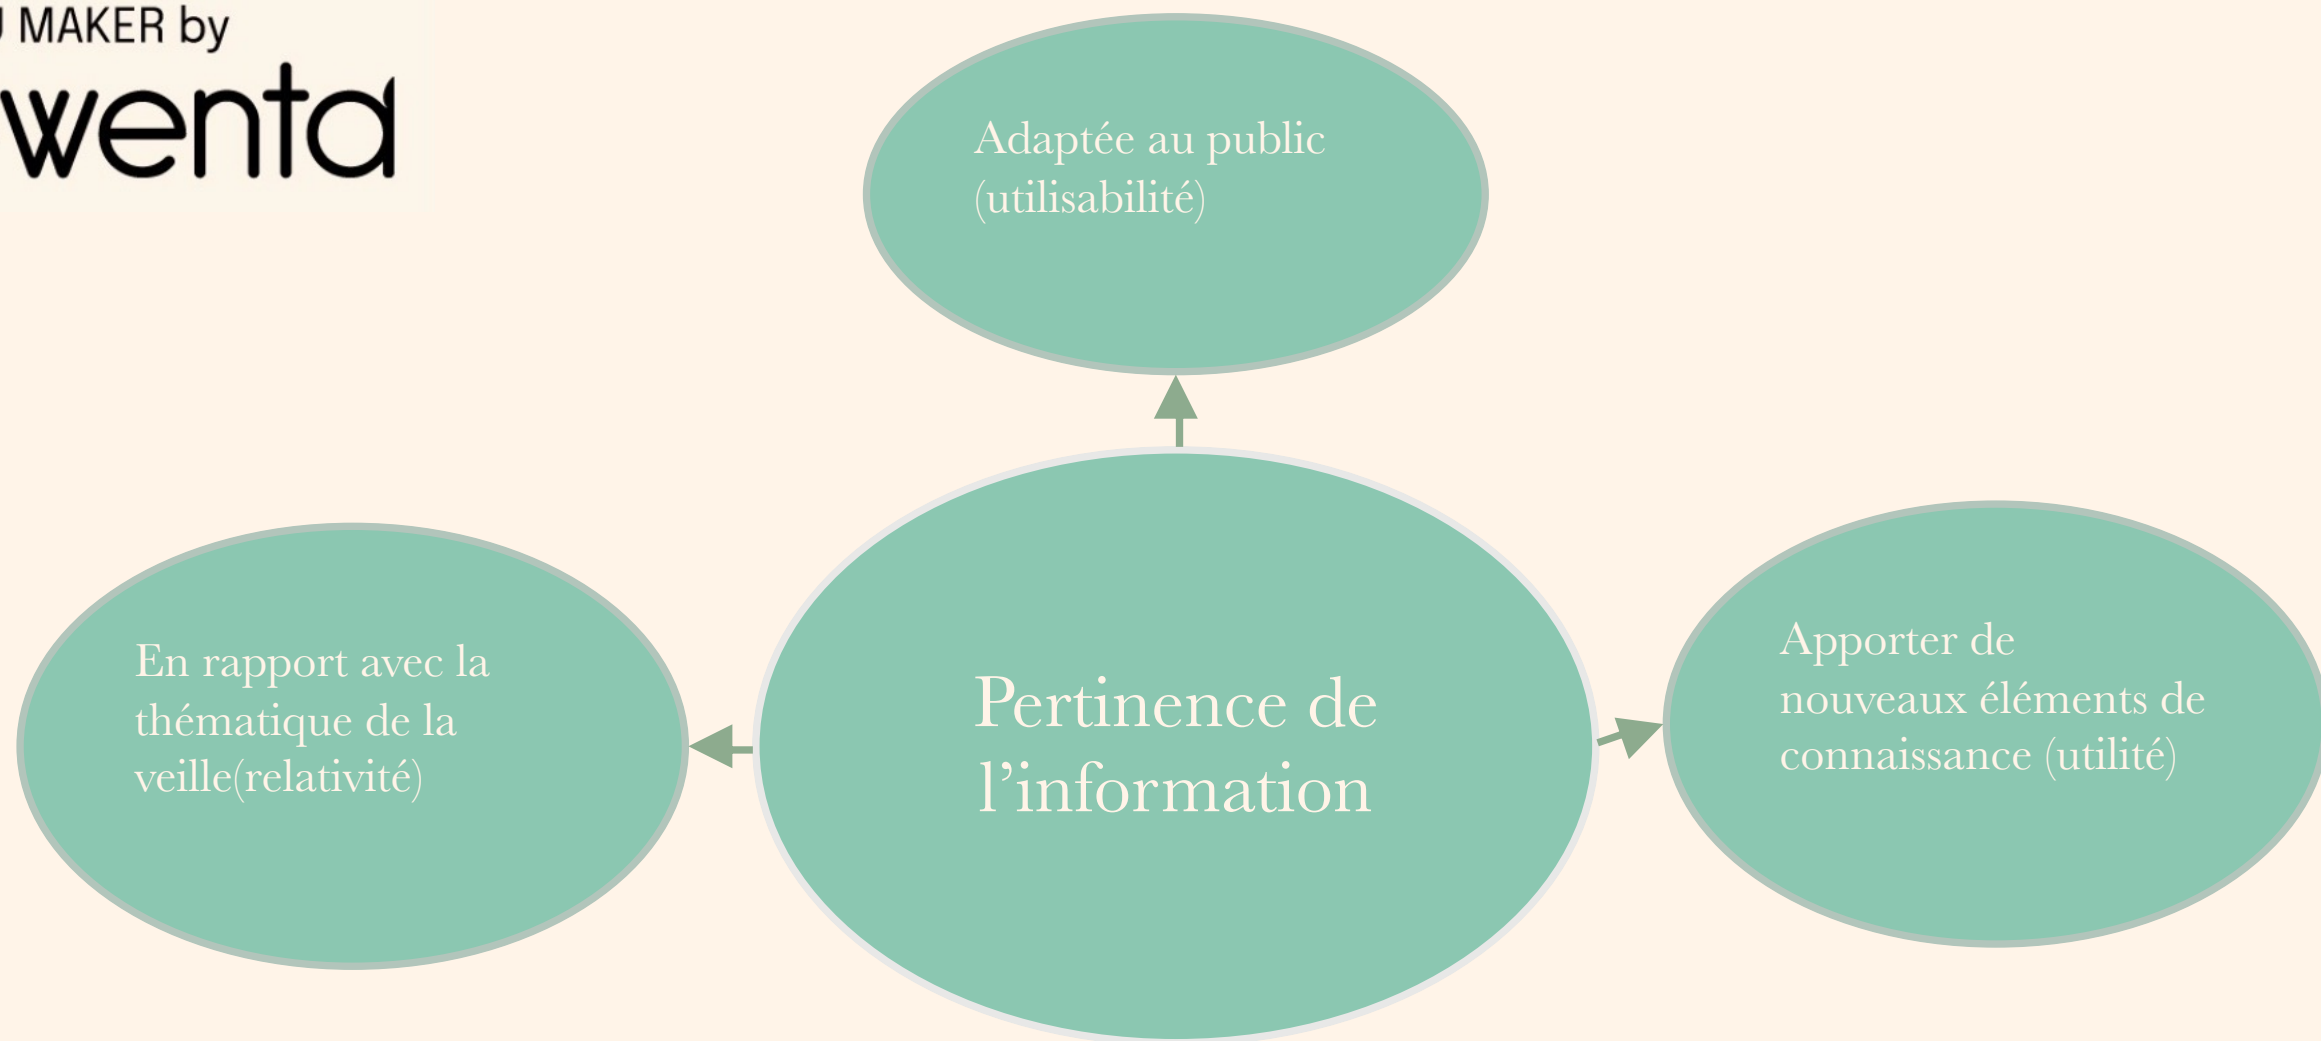 MAKER by
wenta
Adaptée au public
(utilisabilité)
En rapport avec la
thématique de la
veille(relativité)
Pertinence de
l’information
Apporter de
nouveaux éléments de
connaissance (utilité)